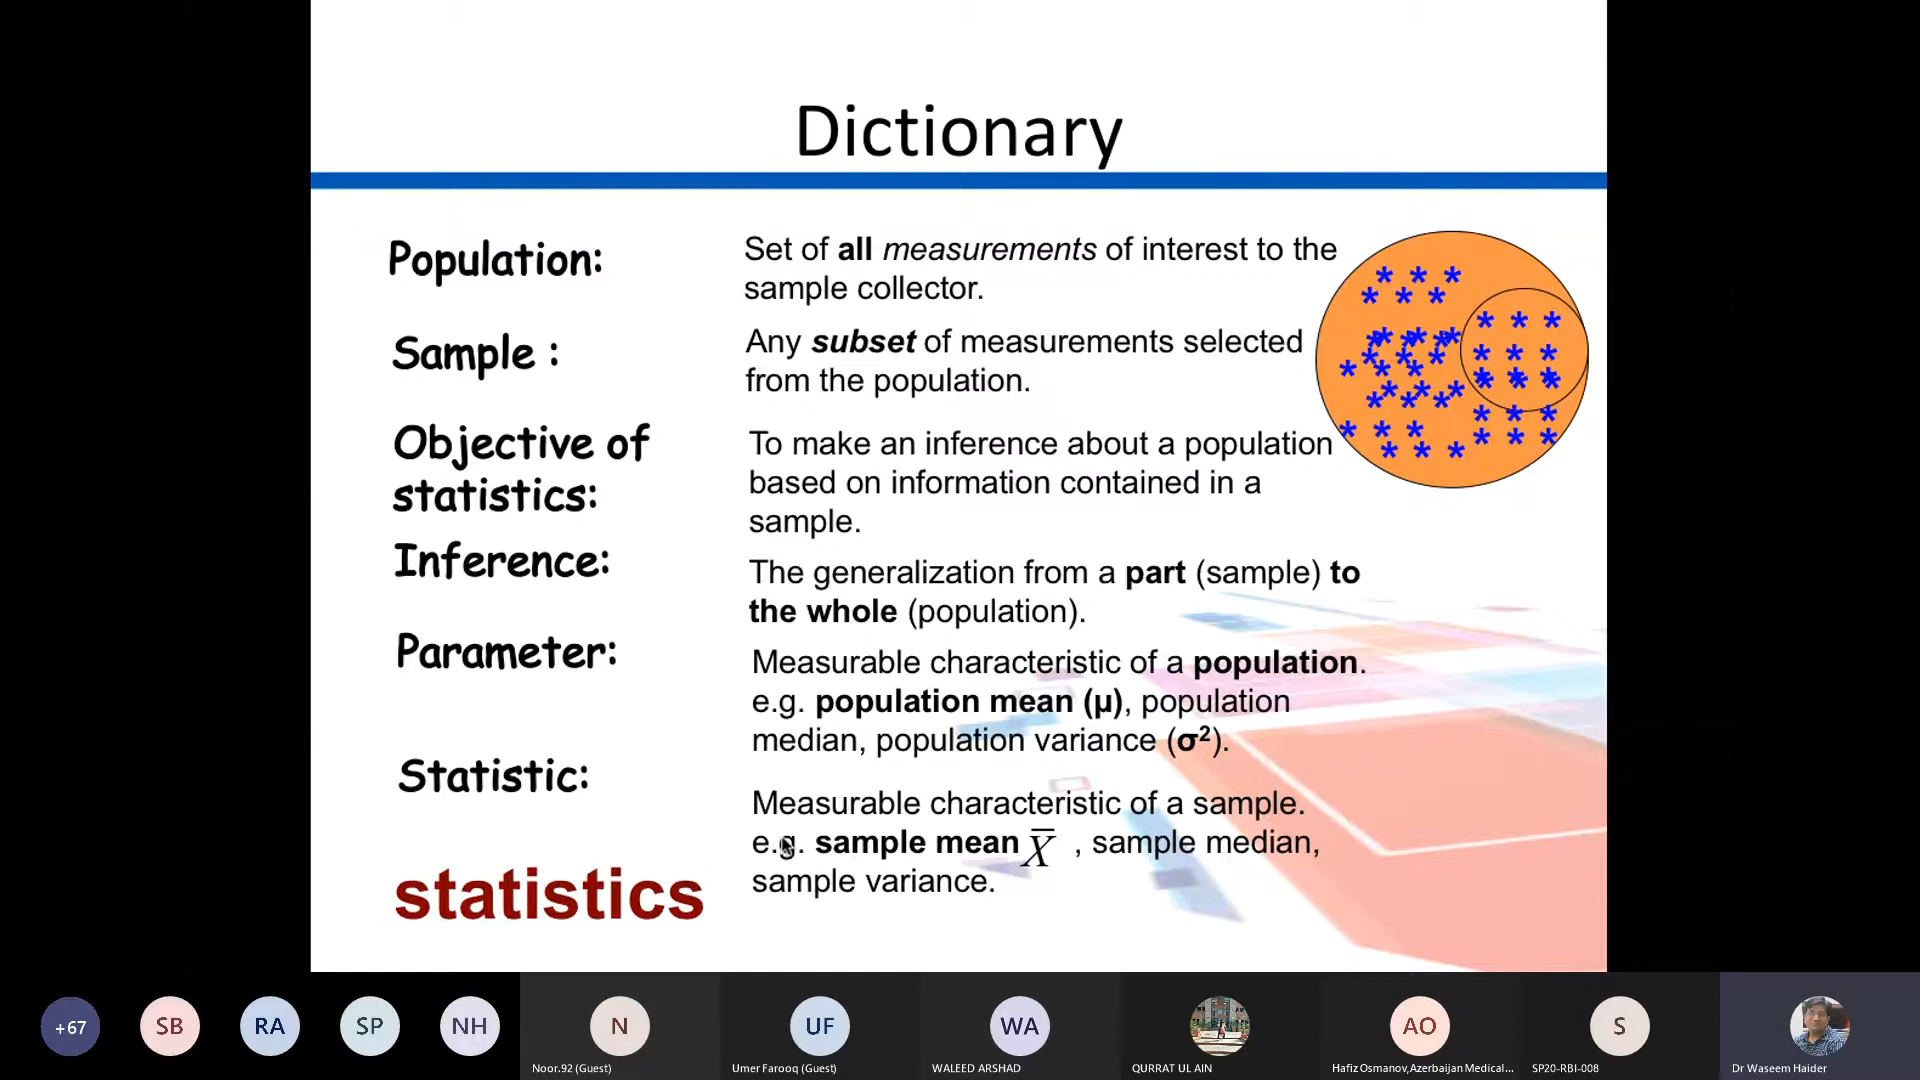 Dictionary
Population:
Set of all measurements of interest to the
sample collector.
Sample :
Any subset of measurements selected
from the population.
Objective of
statistics:
To make an inference about a population
based on information contained in a
sample.
Inference:
The generalization from a part (sample) to
the whole (population).
Parameter:
Measurable characteristic of a population.
e.g. population mean (μ), population
median, population variance (σ²).
Statistic:
Measurable characteristic of a sample.
e.g. sample mean X̅ , sample median,
sample variance.
statistics
+67
SB
RA
SP
NH
N
UF
WA
AO
S
Noor.92 (Guest)
Umer Farooq (Guest)
WALEED ARSHAD
QURRAT UL AIN
Hafiz Osmanov,Azerbaijan Medical...
SP20-RBI-008
Dr Waseem Haider